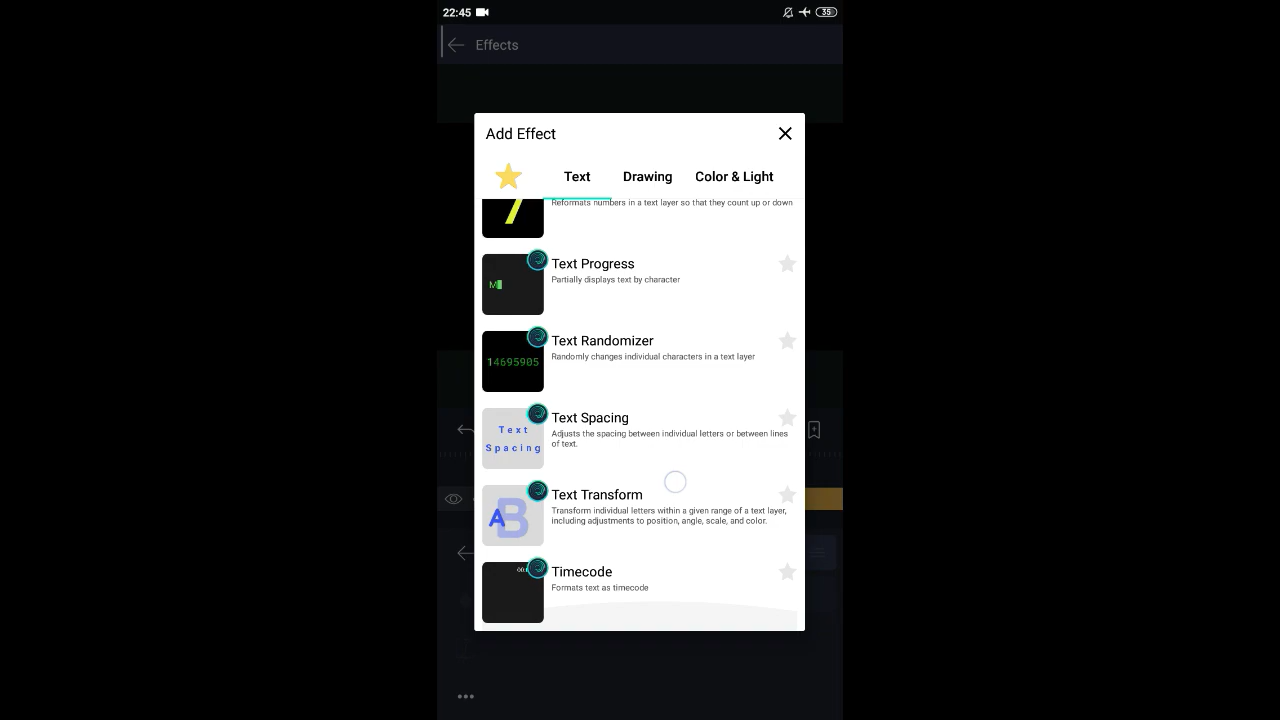 22:45
35
Effects
Add Effect
Text Drawing Color & Light
Reformats numbers in a text layer so that they count up or down
Text Progress
Partially displays text by character
M
Text Randomizer
Randomly changes individual characters in a text layer
14695905
Text Spacing
Adjusts the spacing between individual letters or between lines
of text.
Text
Spacing
Text Transform
Transform individual letters within a given range of a text layer,
including adjustments to position, angle, scale, and color.
A B
Timecode
Formats text as timecode